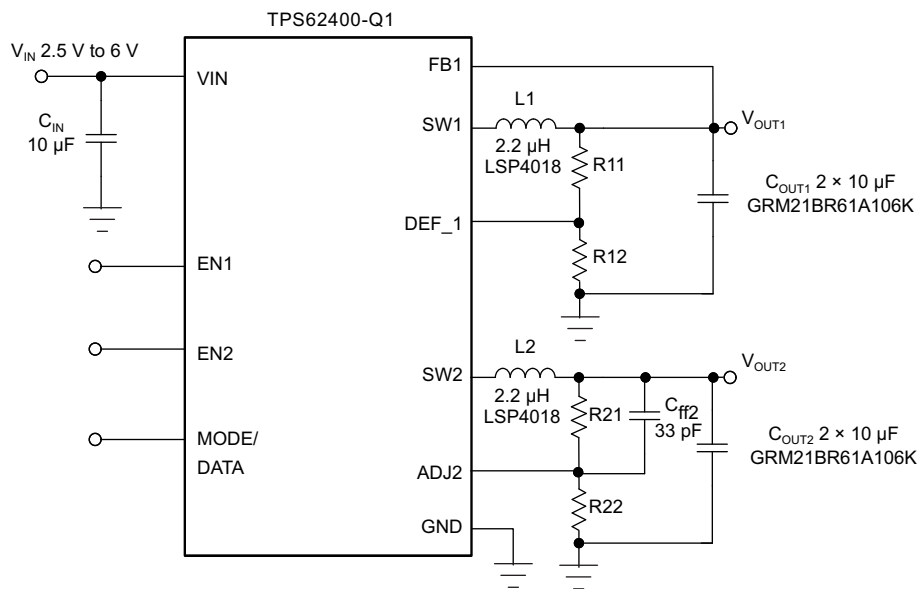 TPS62400-Q1
V_IN 2.5 V to 6 V
VIN
C_IN
10 µF
EN1
EN2
MODE/
DATA
FB1
SW1
DEF_1
SW2
ADJ2
GND
L1
2.2 µH
LSP4018
R11
R12
V_OUT1
C_OUT1 2 × 10 µF
GRM21BR61A106K
L2
2.2 µH
LSP4018
R21
C_ff2
33 pF
R22
V_OUT2
C_OUT2 2 × 10 µF
GRM21BR61A106K